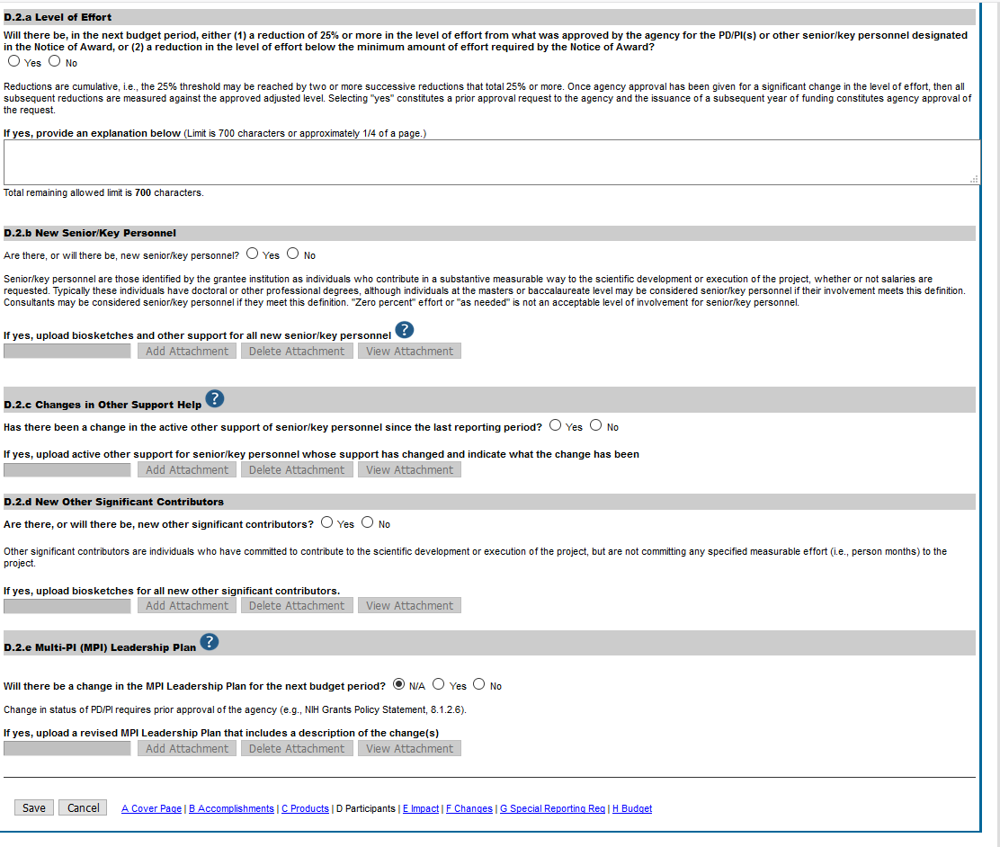 D.2.a Level of Effort
Will there be, in the next budget period, either (1) a reduction of 25% or more in the level of effort from what was approved by the agency for the PD/PI(s) or other senior/key personnel designated
in the Notice of Award, or (2) a reduction in the level of effort below the minimum amount of effort required by the Notice of Award?
Yes No
Reductions are cumulative, i.e., the 25% threshold may be reached by two or more successive reductions that total 25% or more. Once agency approval has been given for a significant change in the level of effort, then all
subsequent reductions are measured against the approved adjusted level. Selecting "yes" constitutes a prior approval request to the agency and the issuance of a subsequent year of funding constitutes agency approval of
the request.
If yes, provide an explanation below (Limit is 700 characters or approximately 1/4 of a page.)
Total remaining allowed limit is 700 characters.
D.2.b New Senior/Key Personnel
Are there, or will there be, new senior/key personnel? Yes No
Senior/key personnel are those identified by the grantee institution as individuals who contribute in a substantive measurable way to the scientific development or execution of the project, whether or not salaries are
requested. Typically these individuals have doctoral or other professional degrees, although individuals at the masters or baccalaureate level may be considered senior/key personnel if their involvement meets this definition.
Consultants may be considered senior/key personnel if they meet this definition. "Zero percent" effort or "as needed" is not an acceptable level of involvement for senior/key personnel.
If yes, upload biosketches and other support for all new senior/key personnel ?
Add Attachment Delete Attachment View Attachment
D.2.c Changes in Other Support Help ?
Has there been a change in the active other support of senior/key personnel since the last reporting period? Yes No
If yes, upload active other support for senior/key personnel whose support has changed and indicate what the change has been
Add Attachment Delete Attachment View Attachment
D.2.d New Other Significant Contributors
Are there, or will there be, new other significant contributors? Yes No
Other significant contributors are individuals who have committed to contribute to the scientific development or execution of the project, but are not committing any specified measurable effort (i.e., person months) to the
project.
If yes, upload biosketches for all new other significant contributors.
Add Attachment Delete Attachment View Attachment
D.2.e Multi-PI (MPI) Leadership Plan ?
Will there be a change in the MPI Leadership Plan for the next budget period? N/A Yes No
Change in status of PD/PI requires prior approval of the agency (e.g., NIH Grants Policy Statement, 8.1.2.6).
If yes, upload a revised MPI Leadership Plan that includes a description of the change(s)
Add Attachment Delete Attachment View Attachment
Save Cancel A Cover Page | B Accomplishments | C Products | D Participants | E Impact | F Changes | G Special Reporting Req | H Budget